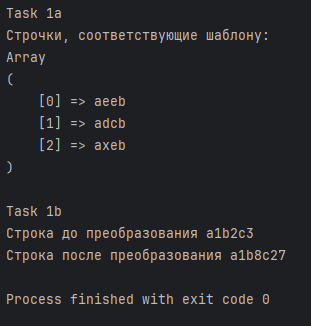 Task 1a
Строчки, соответствующие шаблону:
Array
(
    [0] => aeeb
    [1] => adcb
    [2] => axeb
)

Task 1b
Строка до преобразования a1b2c3
Строка после преобразования a1b8c27

Process finished with exit code 0